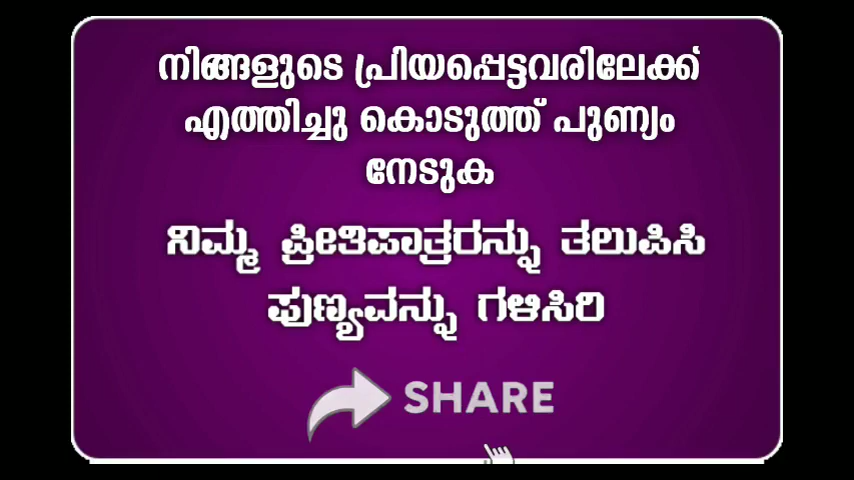 നിങ്ങളുടെ പ്രിയപ്പെട്ടവരിലേക്ക്
എത്തിച്ചു കൊടുത്ത് പുണ്യം
നേടുക
ನಿಮ್ಮ ಪ್ರೀತಿಪಾತ್ರರನ್ನು ತಲುಪಿಸಿ
ಪುಣ್ಯವನ್ನು ಗಳಿಸಿರಿ
SHARE